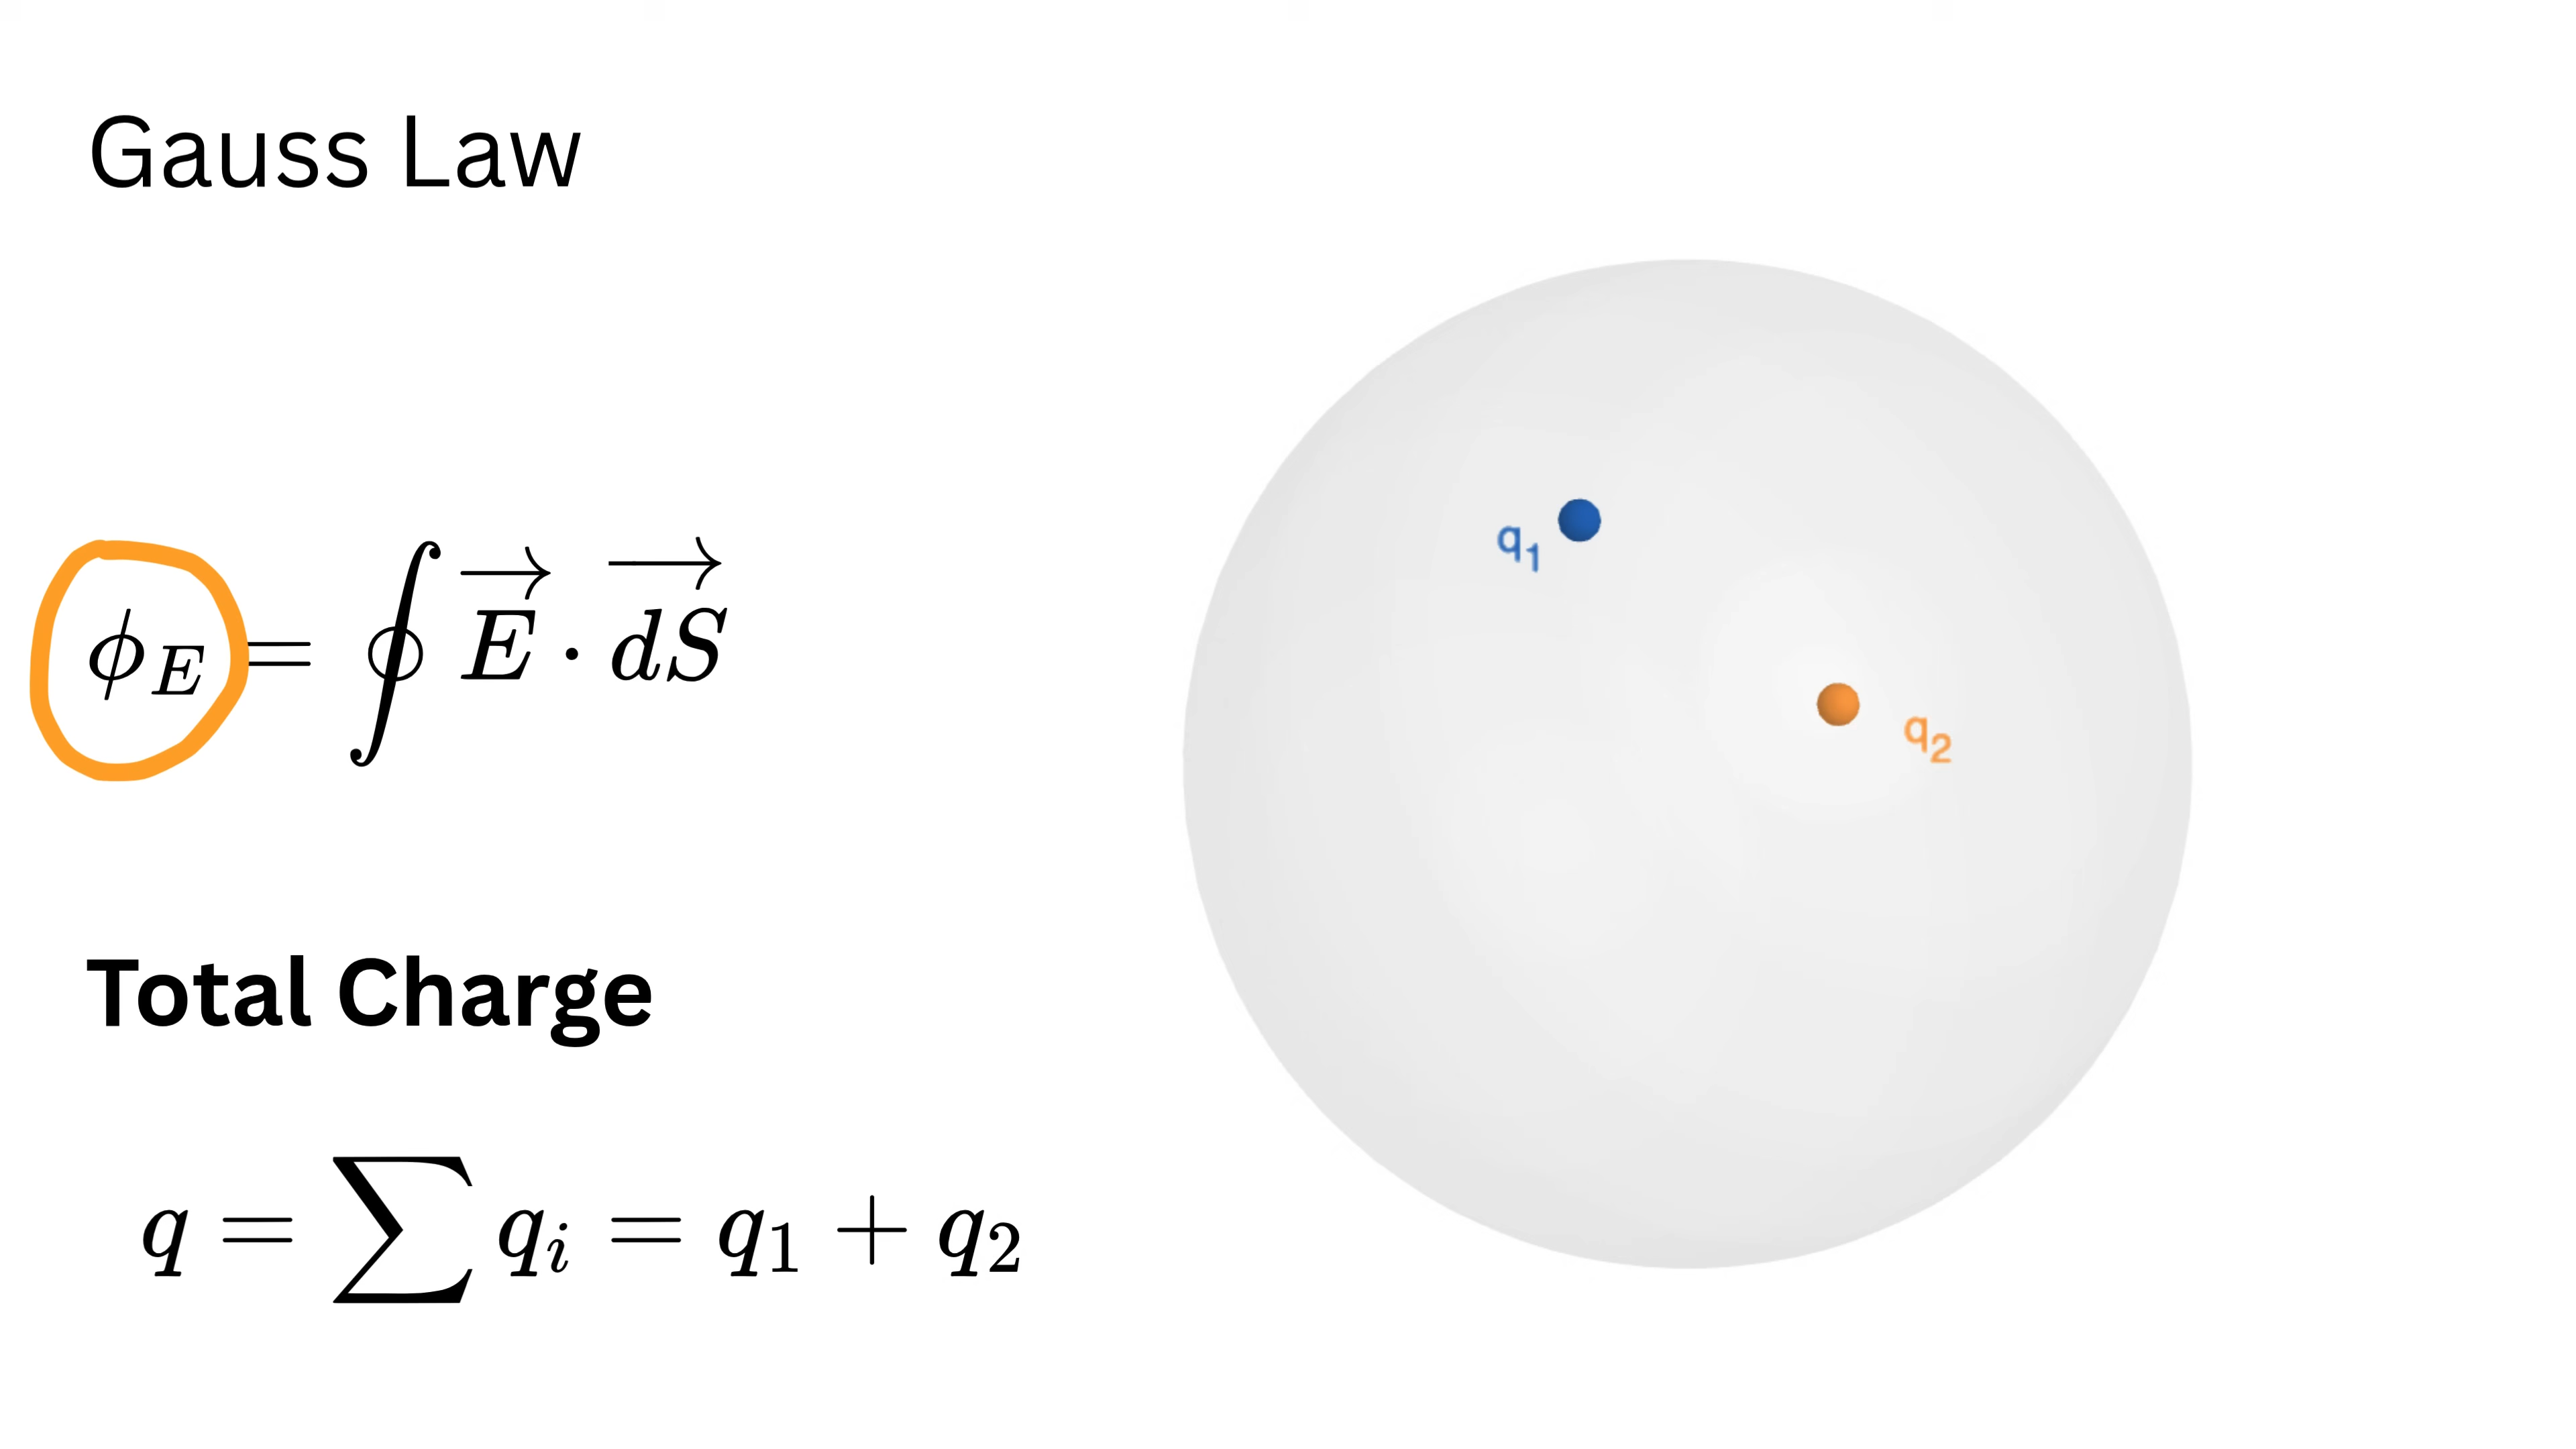 Gauss Law
ϕ_E = ∮ E⃗ · dS⃗
Total Charge
q = ∑ q_i = q_1 + q_2
q_1
q_2